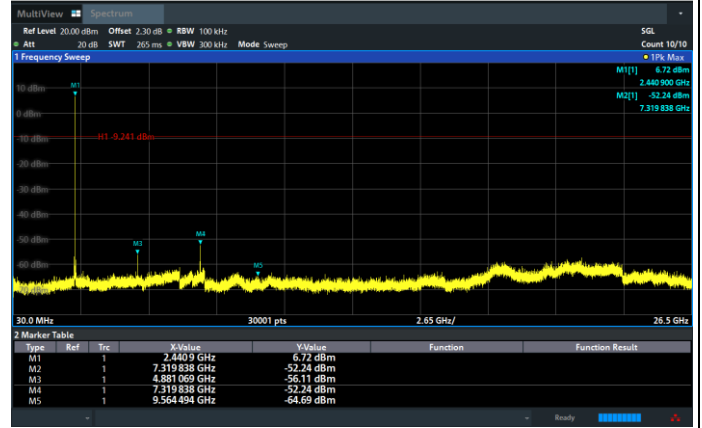 MultiView Spectrum
Ref Level 20.00 dBm Offset 2.30 dB RBW 100 kHz SGL
Att 20 dB SWT 265 ms VBW 300 kHz Mode Sweep Count 10/10
1 Frequency Sweep 1Pk Max
M1[1] 6.72 dBm
2.440 900 GHz
M2[1] -52.24 dBm
7.319 838 GHz
M1
10 dBm
0 dBm
H1 -9.241 dBm
-10 dBm
-20 dBm
-30 dBm
-40 dBm
M4
-50 dBm
M3
-60 dBm
M5
30.0 MHz 30001 pts 2.65 GHz/ 26.5 GHz
2 Marker Table
Type Ref Trc X-Value Y-Value Function Function Result
M1 1 2.440 9 GHz 6.72 dBm
M2 1 7.319 838 GHz -52.24 dBm
M3 1 4.881 069 GHz -56.11 dBm
M4 1 7.319 838 GHz -52.24 dBm
M5 1 9.564 494 GHz -64.69 dBm
Ready